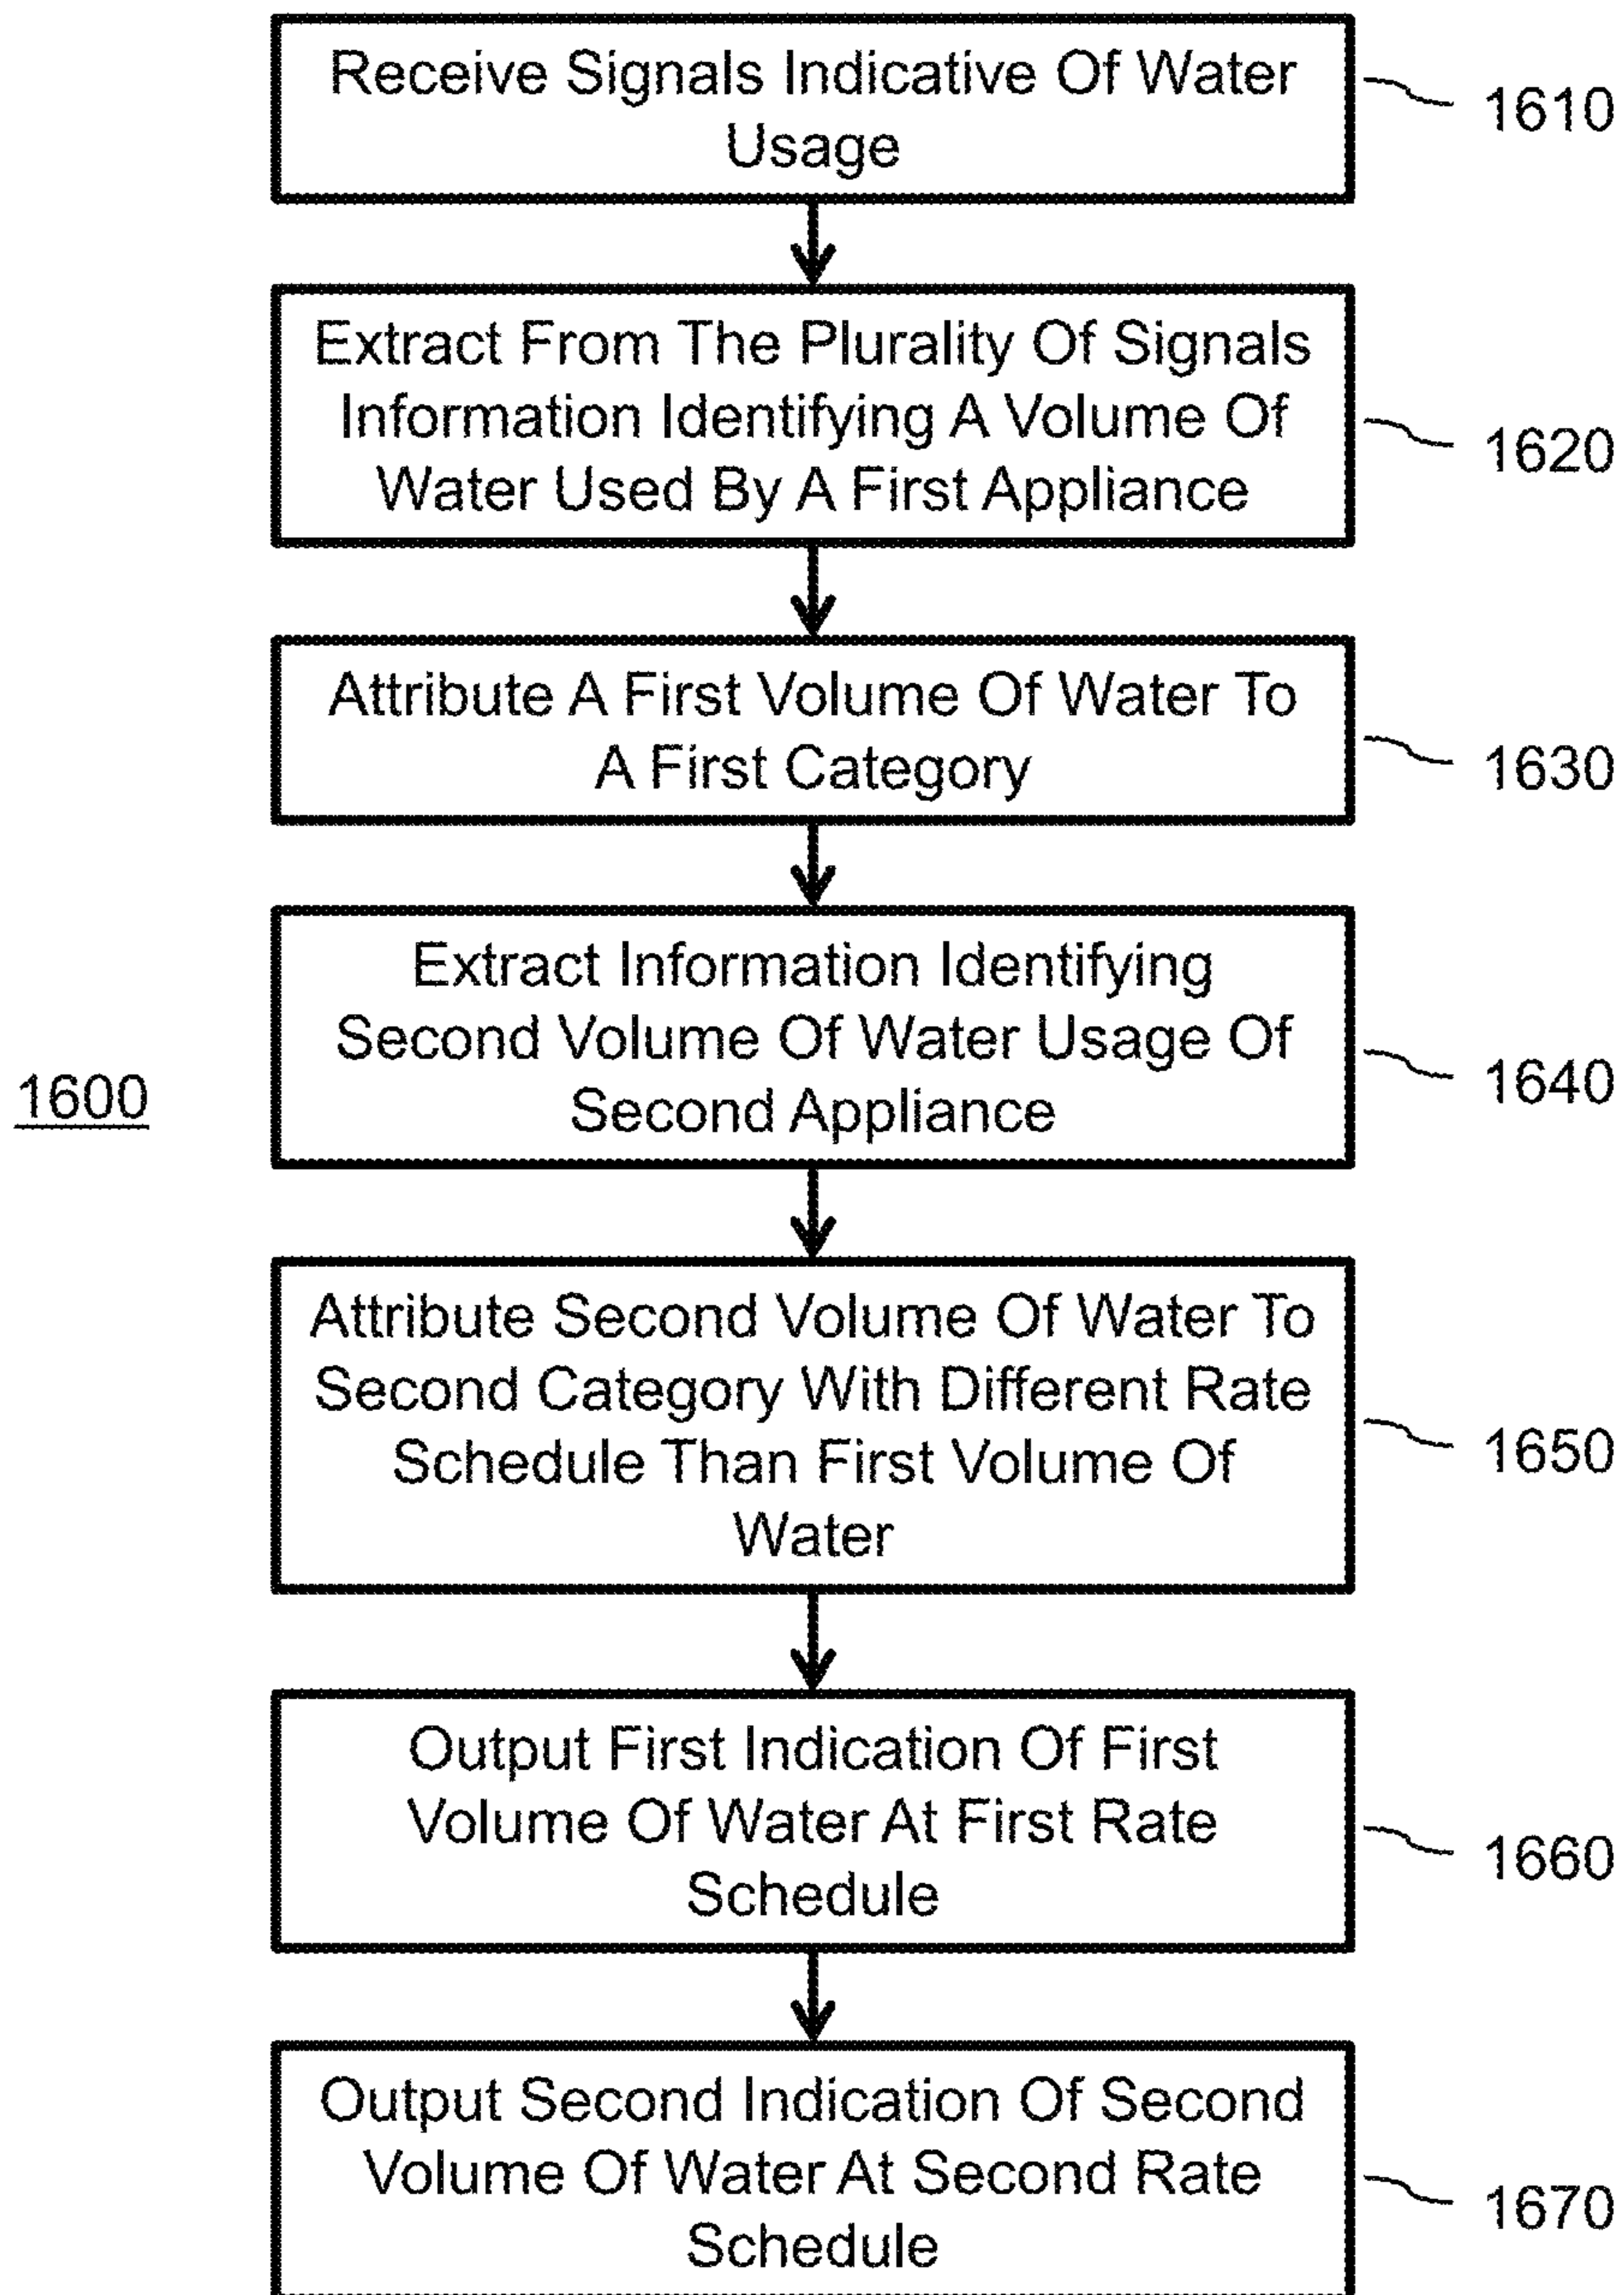 Receive Signals Indicative Of Water
Usage
1610
Extract From The Plurality Of Signals
Information Identifying A Volume Of
Water Used By A First Appliance
1620
Attribute A First Volume Of Water To
A First Category
1630
Extract Information Identifying
Second Volume Of Water Usage Of
Second Appliance
1640
1600
Attribute Second Volume Of Water To
Second Category With Different Rate
Schedule Than First Volume Of
Water
1650
Output First Indication Of First
Volume Of Water At First Rate
Schedule
1660
Output Second Indication Of Second
Volume Of Water At Second Rate
Schedule
1670